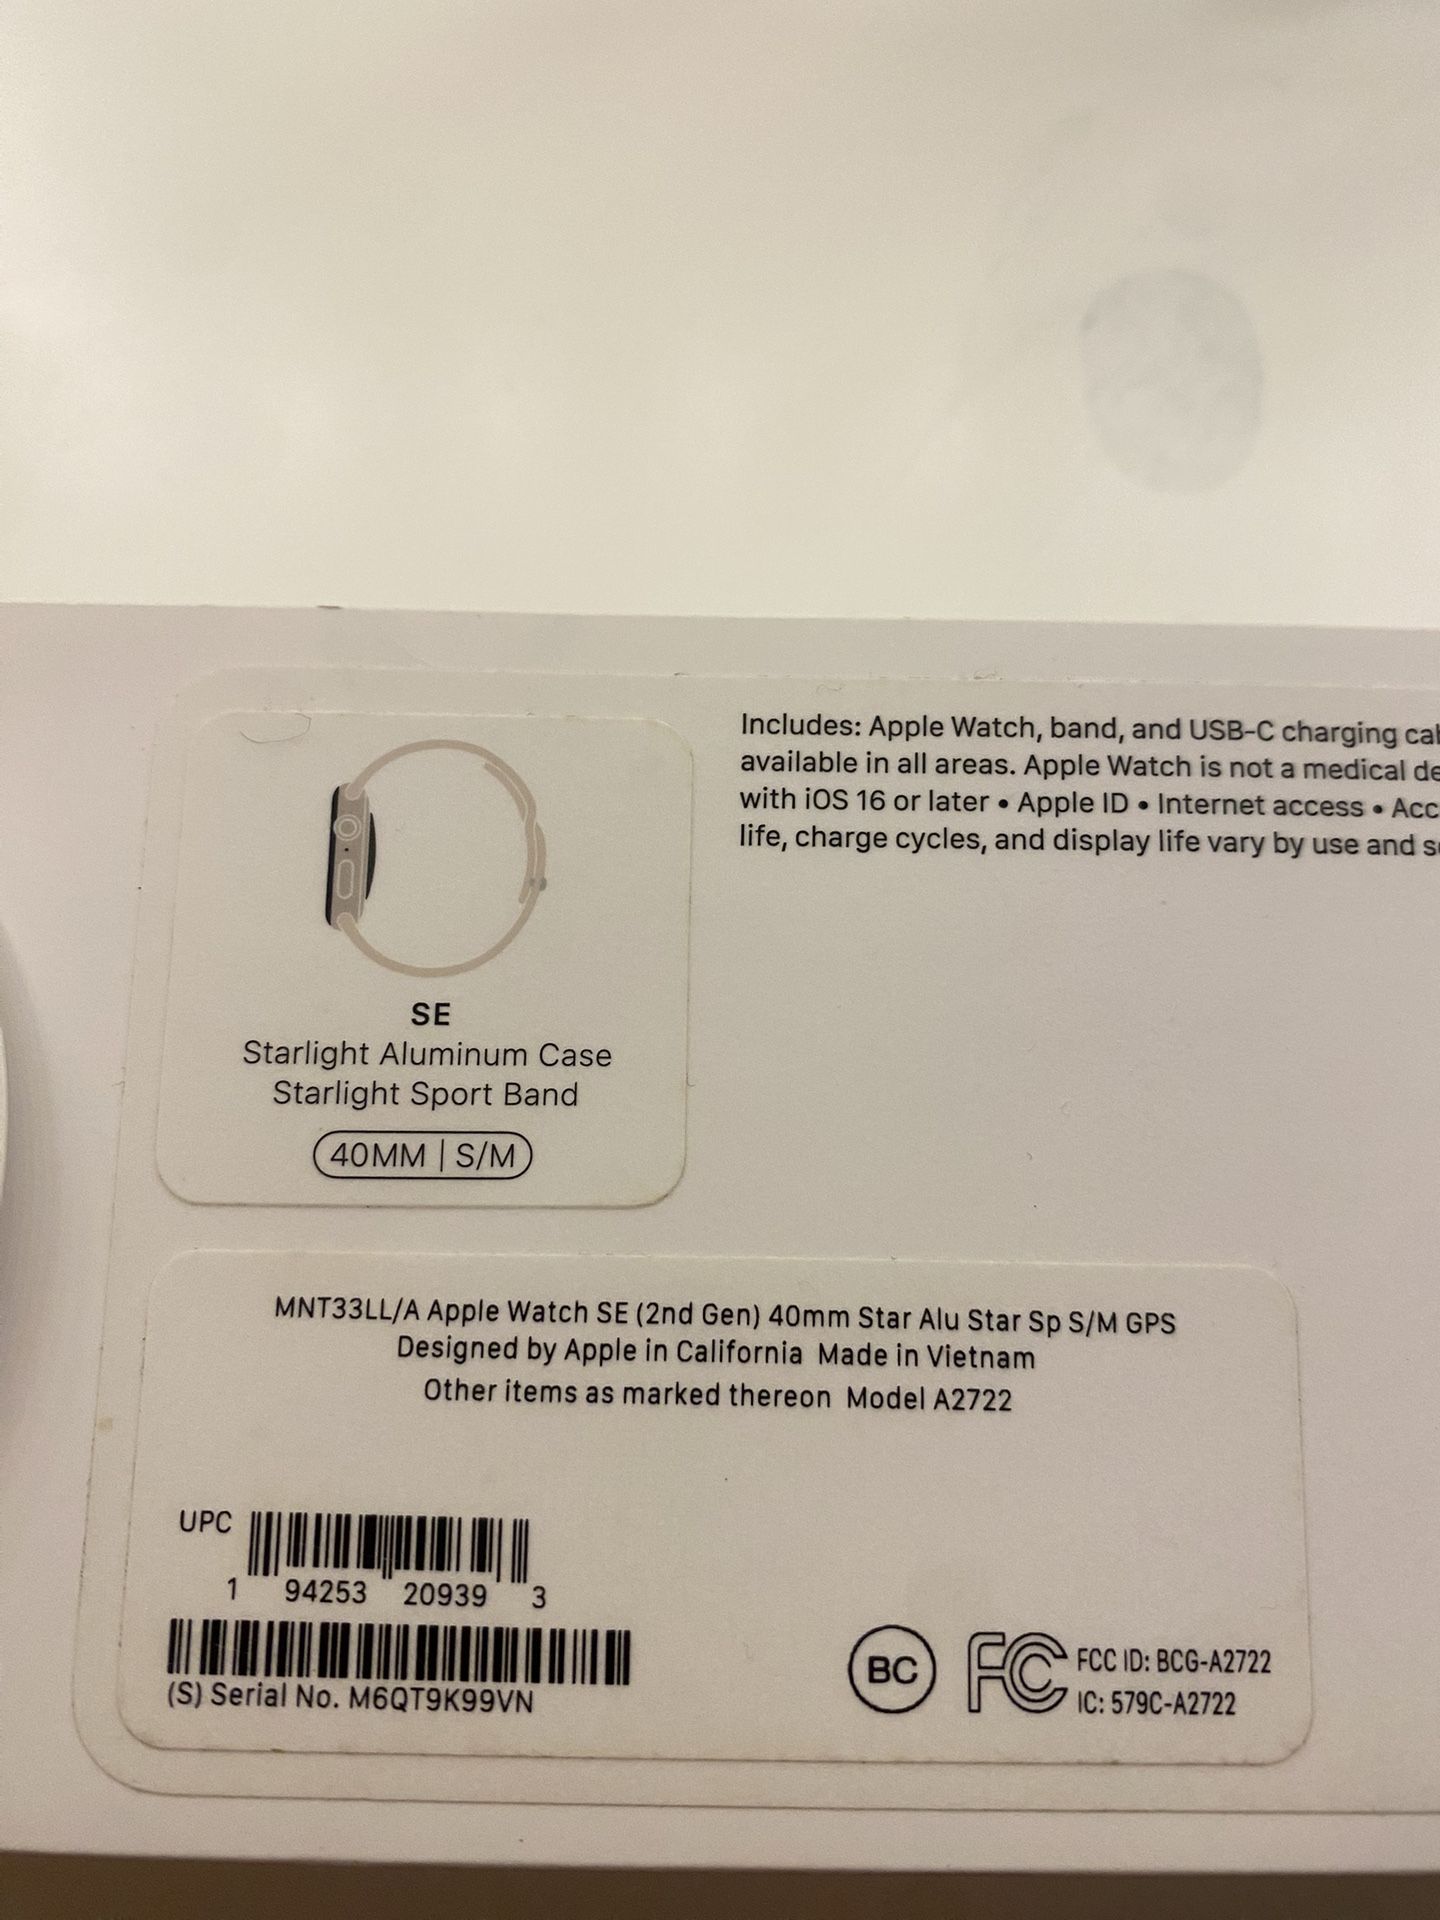 Includes: Apple Watch, band, and USB-C charging
available in all areas. Apple Watch is not a medical
with iOS 16 or later • Apple ID • Internet access •
life, charge cycles, and display life vary by use and
SE
Starlight Aluminum Case
Starlight Sport Band
40MM | S/M
MNT33LL/A Apple Watch SE (2nd Gen) 40mm Star Alu Star Sp S/M GPS
Designed by Apple in California Made in Vietnam
Other items as marked thereon Model A2722
UPC
1 94253 20939 3
(S) Serial No. M6QT9K99VN
BC FC FCC ID: BCG-A2722
IC: 579C-A2722